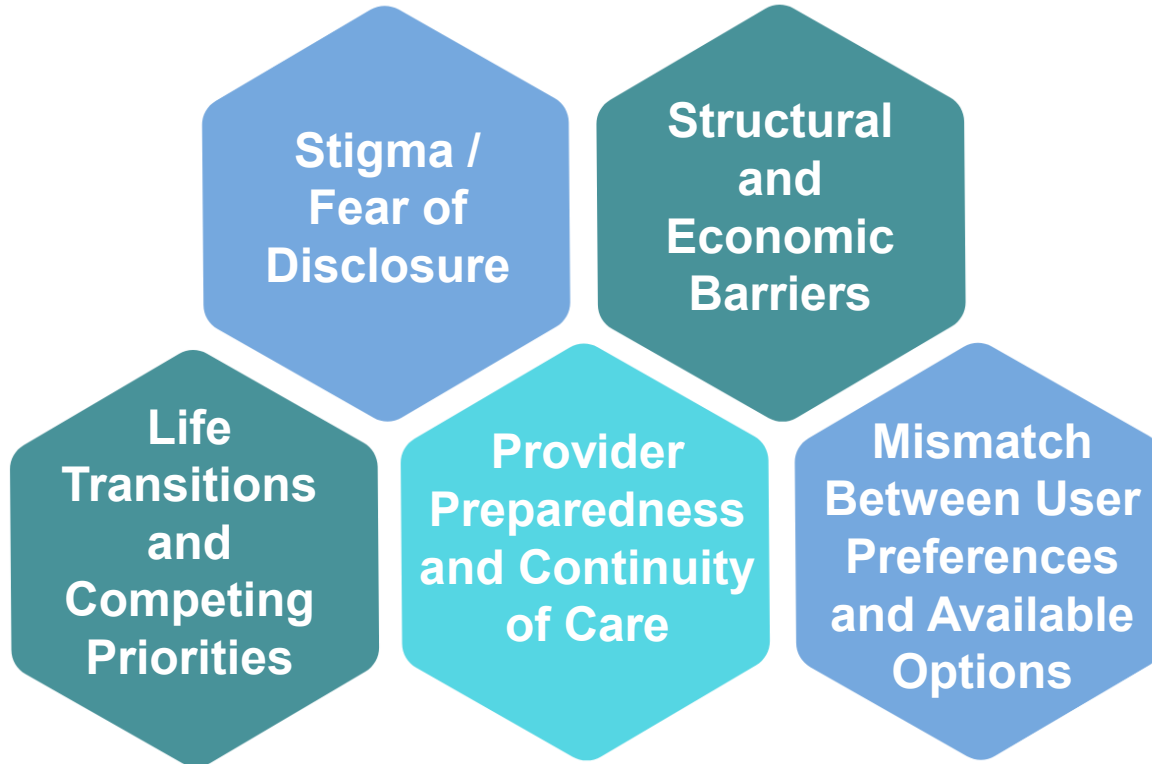 Stigma /
Fear of
Disclosure
Structural
and
Economic
Barriers
Life
Transitions
and
Competing
Priorities
Provider
Preparedness
and Continuity
of Care
Mismatch
Between User
Preferences
and Available
Options